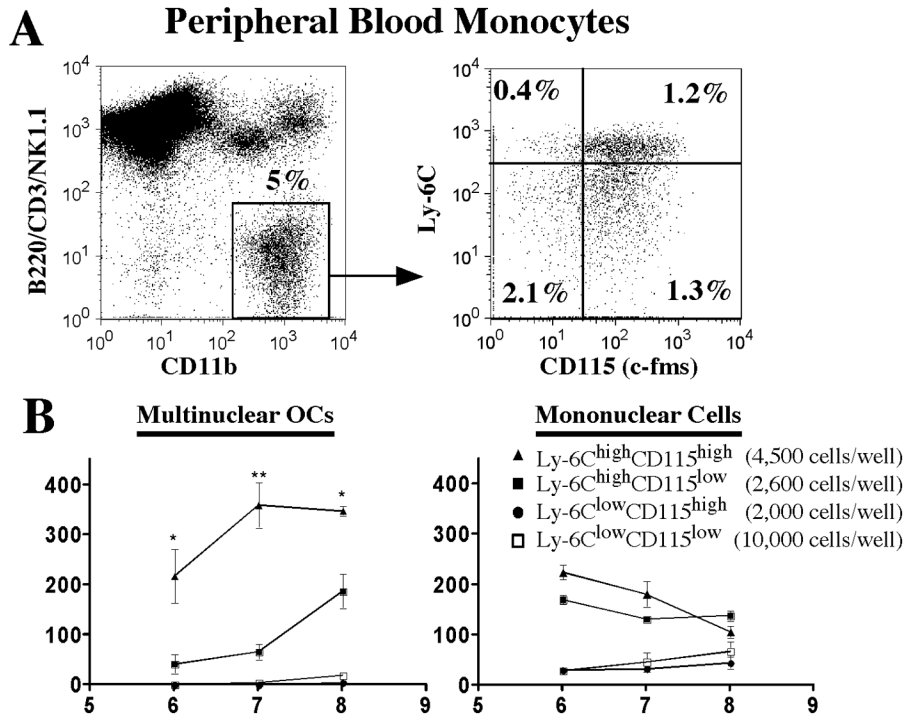 Peripheral Blood Monocytes
A
B220/CD3/NK1.1
10^4
10^3
10^2
10^1
10^0
5%
10^0 10^1 10^2 10^3 10^4
CD11b
Ly-6C
10^4
10^3
10^2
10^1
10^0
0.4% 1.2%
2.1% 1.3%
10^0 10^1 10^2 10^3 10^4
CD115 (c-fms)
B
Multinuclear OCs
400
300
200
100
0
* ** *
5 6 7 8 9
Mononuclear Cells
Ly-6C^high CD115^high (4,500 cells/well)
Ly-6C^high CD115^low (2,600 cells/well)
Ly-6C^low CD115^high (2,000 cells/well)
Ly-6C^low CD115^low (10,000 cells/well)
400
300
200
100
0
5 6 7 8 9